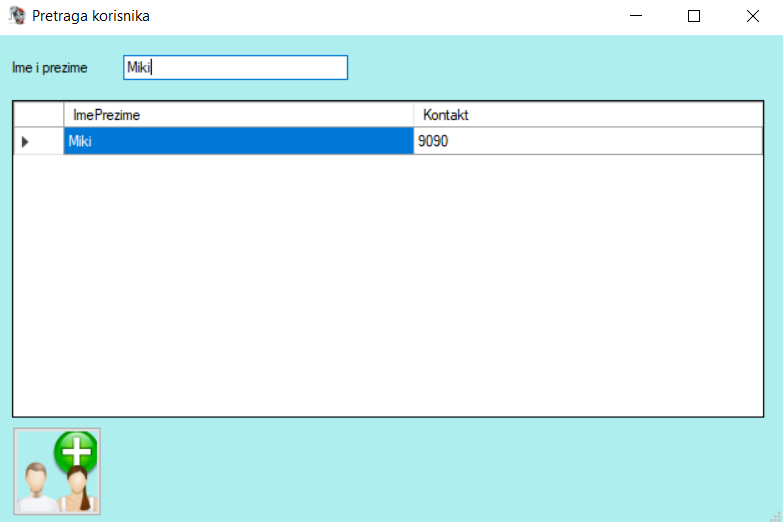 Pretraga korisnika
Ime i prezime Miki
ImePrezime Kontakt
Miki 9090